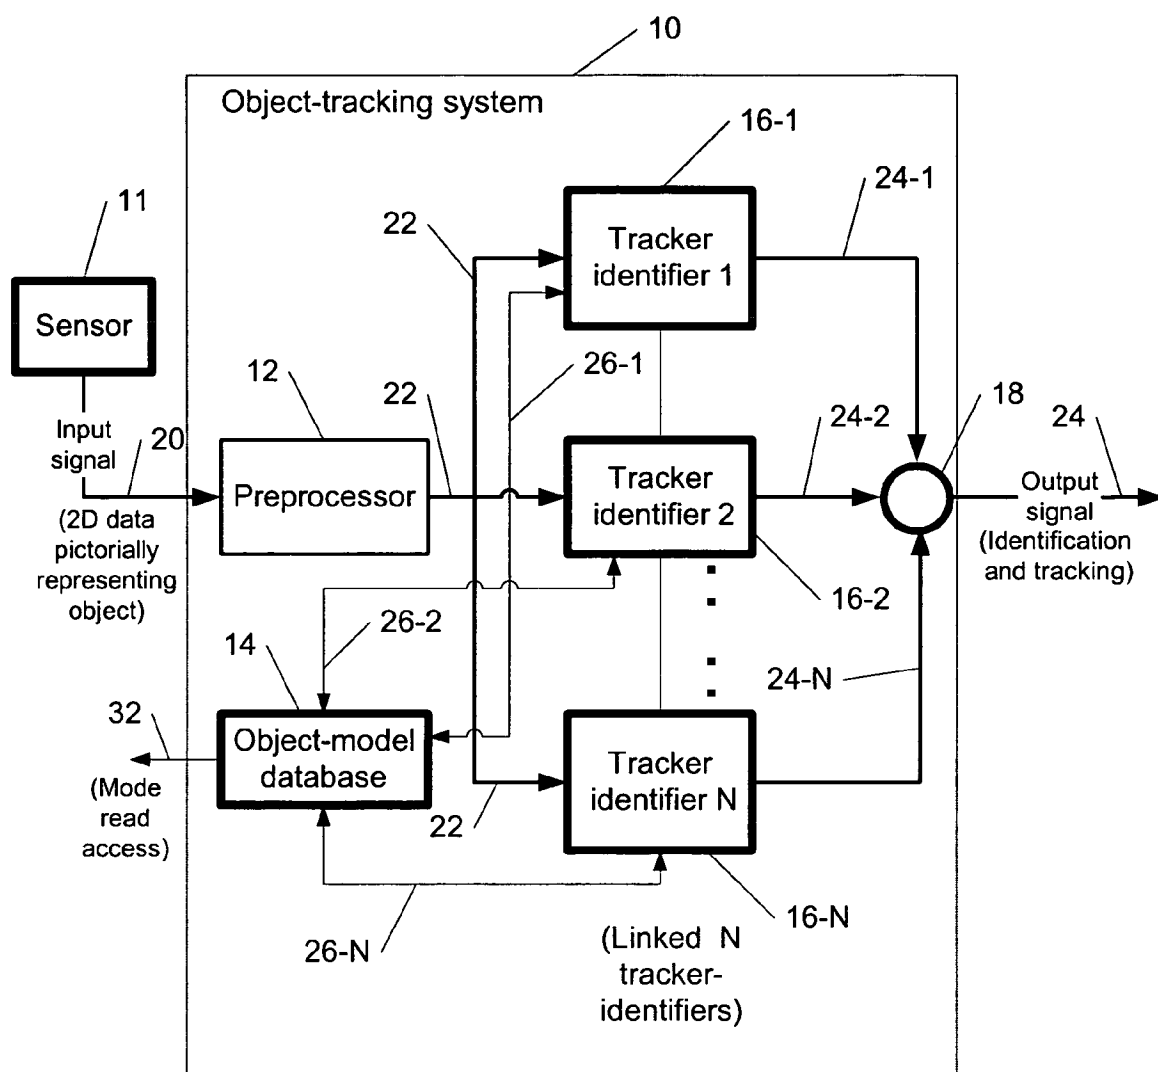 10
Object-tracking system
16-1
11
24-1
22
Tracker
identifier 1
Sensor
26-1
12
22
24-2
18
24
Input
signal
20
Preprocessor
Tracker
identifier 2
Output
signal
(Identification
and tracking)
(2D data
pictorially
representing
object)
16-2
26-2
14
24-N
32
Object-model
database
Tracker
identifier N
(Mode
read
access)
22
16-N
26-N
(Linked N
tracker-
identifiers)